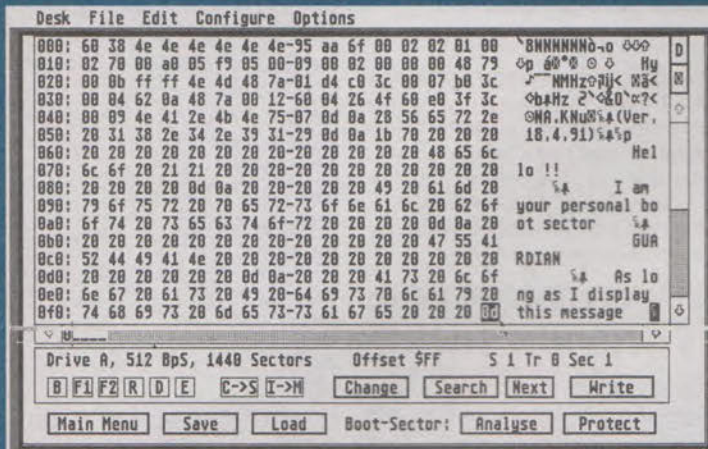 Desk File Edit Configure Options
000: 60 38 4e 4e 4e 4e 4e 4e-95 aa 6f 00 02 02 01 00 `8NNNNNN
010: 02 70 00 a0 05 f9 05 00-09 00 02 00 00 00 48 79 Hy
020: 00 0b ff ff 4e 4d 48 7a-01 d4 c0 3c 00 07 b0 3c NMHz
030: 00 04 62 0a 48 7a 00 12-60 04 26 4f 60 e0 3f 3c
040: 00 09 4e 41 2e 4b 4e 75-07 0d 0a 28 56 65 72 2e NA.KNu (Ver.
050: 20 31 38 2e 34 2e 39 31-29 0d 0a 1b 70 20 20 20 18.4.91) p
060: 20 20 20 20 20 20 20 20-20 20 20 20 20 48 65 6c Hel
070: 6c 6f 20 21 21 20 20 20-20 20 20 20 20 20 20 20 lo !!
080: 20 20 20 20 0d 0a 20 20-20 20 20 20 49 20 61 6d 20 I am
090: 79 6f 75 72 20 70 65 72-73 6f 6e 61 6c 20 62 6f your personal bo
0a0: 6f 74 20 73 65 63 74 6f-72 20 20 20 20 0d 0a 20 ot sector
0b0: 20 20 20 20 20 20 20 20-20 20 20 20 20 47 55 41 GUA
0c0: 52 44 49 41 4e 20 20 20-20 20 20 20 20 20 20 20 RDIAN
0d0: 20 20 20 20 20 20 0d 0a-20 20 20 41 73 20 6c 6f As lo
0e0: 6e 67 20 61 73 20 49 20-64 69 73 70 6c 61 79 20 ng as I display
0f0: 74 68 69 73 20 6d 65 73-73 61 67 65 20 20 20 0d this message
Drive A, 512 BpS, 1440 Sectors Offset $FF S 1 Tr 0 Sec 1
B F1 F2 R D E C->S I->M Change Search Next Write
Main Menu Save Load Boot-Sector: Analyse Protect